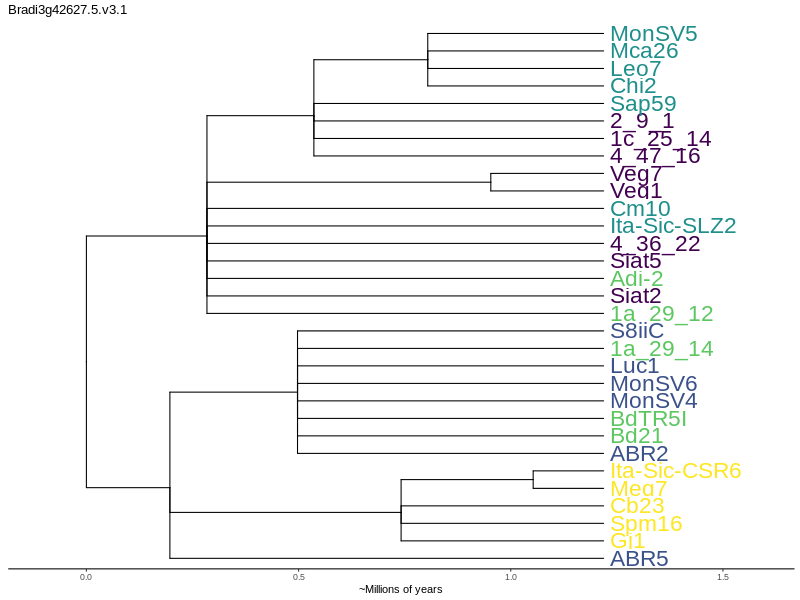 Bradi3g42627.5.v3.1
MonSV5
Mca26
Leo7
Chi2
Sap59
2_9_1
1c_25_14
4_47_16
Veg7
Veg1
Cm10
Ita-Sic-SLZ2
4_36_22
Siat5
Adi-2
Siat2
1a_29_12
S8iiC
1a_29_14
Luc1
MonSV6
MonSV4
BdTR5I
Bd21
ABR2
Ita-Sic-CSR6
Meg7
Cb23
Spm16
Gi1
ABR5
0.0 0.5 1.0 1.5
~Millions of years